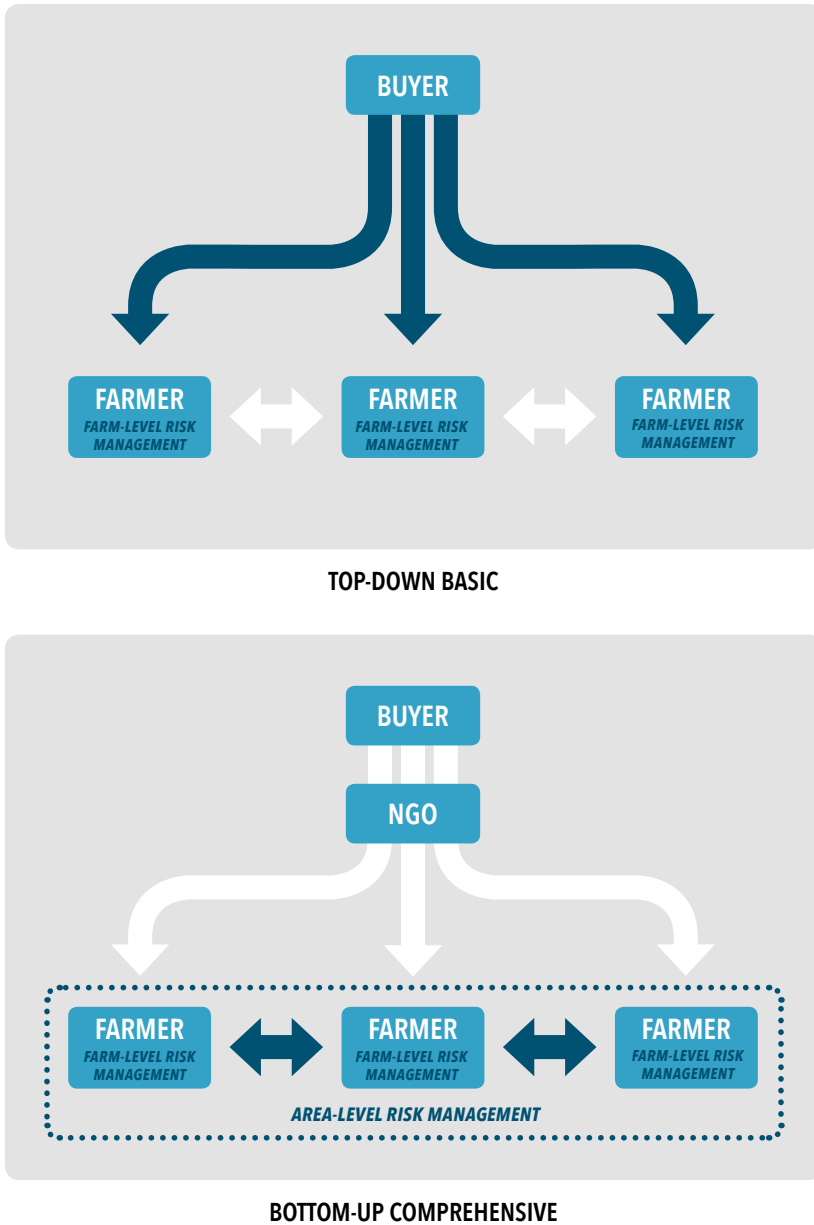 BUYER
FARMER
FARM-LEVEL RISK
MANAGEMENT
FARMER
FARM-LEVEL RISK
MANAGEMENT
FARMER
FARM-LEVEL RISK
MANAGEMENT
TOP-DOWN BASIC
BUYER
NGO
FARMER
FARM-LEVEL RISK
MANAGEMENT
FARMER
FARM-LEVEL RISK
MANAGEMENT
FARMER
FARM-LEVEL RISK
MANAGEMENT
AREA-LEVEL RISK MANAGEMENT
BOTTOM-UP COMPREHENSIVE